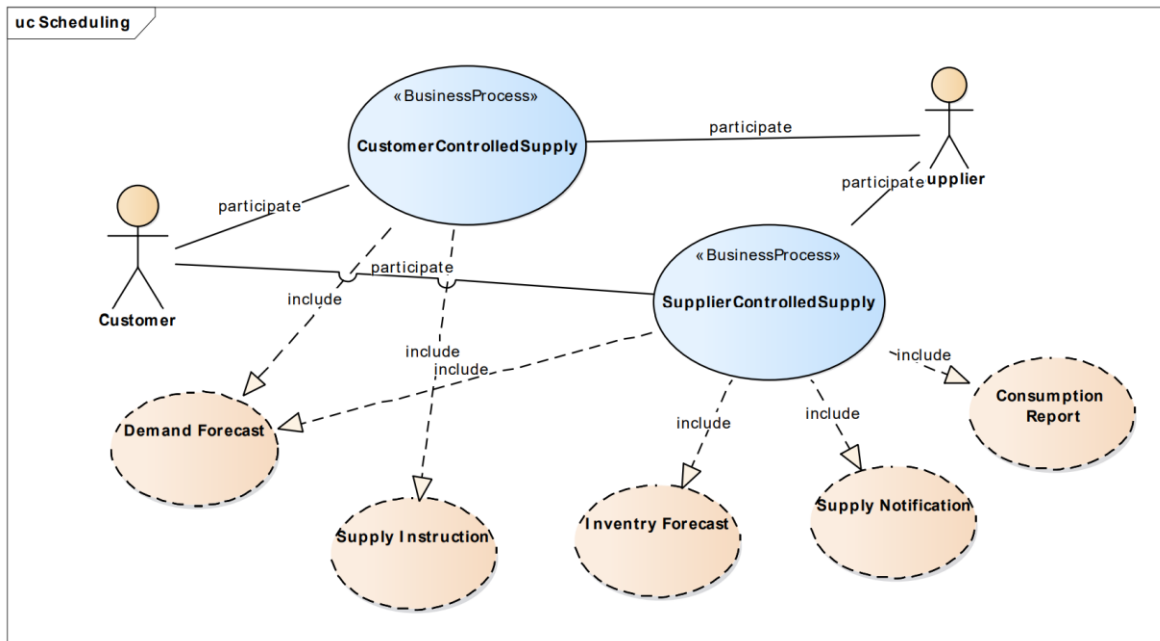 uc Scheduling
«BusinessProcess»
CustomerControlledSupply
participate
upplier
participate
participate
Customer
participate
«BusinessProcess»
SupplierControlledSupply
include
include
include
include
Consumption
Report
Demand Forecast
include
include
Supply Instruction
Inventry Forecast
Supply Notification